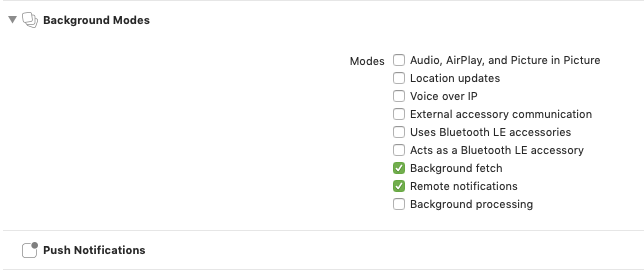 Background Modes
Modes Audio, AirPlay, and Picture in Picture
Location updates
Voice over IP
External accessory communication
Uses Bluetooth LE accessories
Acts as a Bluetooth LE accessory
Background fetch
Remote notifications
Background processing
Push Notifications